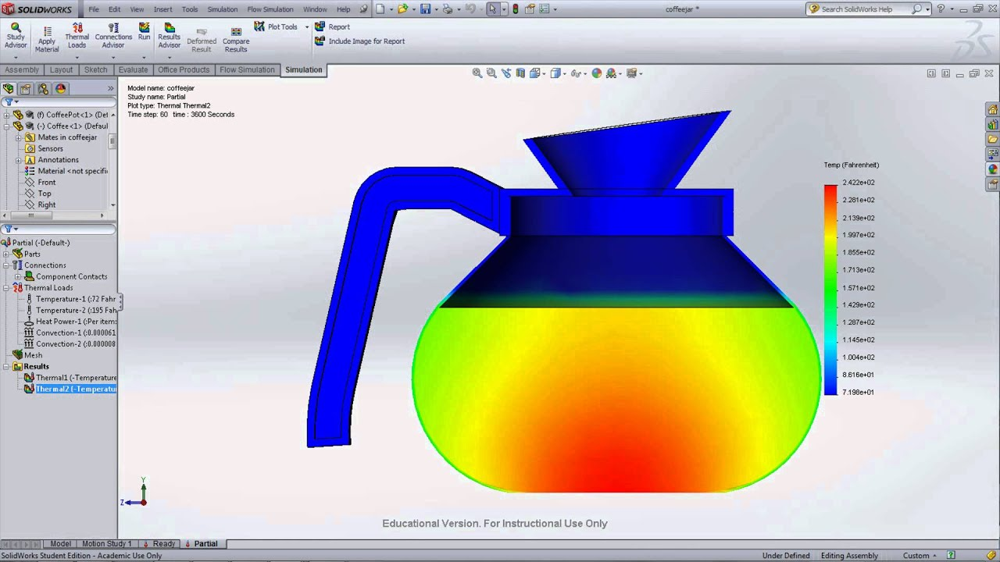 SOLIDWORKS
File Edit View Insert Tools Simulation Flow Simulation Window Help
coffeejar *
Search SolidWorks Help
Study Advisor
Apply Material
Thermal Loads
Connections Advisor
Run
Results Advisor
Deformed Result
Compare Results
Plot Tools
Report
Include Image for Report
Assembly Layout Sketch Evaluate Office Products Flow Simulation Simulation
(f) CoffeePot<1> (Def
(-) Coffee<1> (Defaul
Mates in coffeejar
Sensors
Annotations
Material <not specifi
Front
Top
Right
Partial (-Default-)
Parts
Connections
Component Contacts
Thermal Loads
Temperature-1 (:72 Fahr
Temperature-2 (:195 Fah
Heat Power-1 (:Per item:
Convection-1 (:0.000061
Convection-2 (:0.000008
Mesh
Results
Thermal1 (-Temperature
Thermal2 (-Temperatu
Model name: coffeejar
Study name: Partial
Plot type: Thermal Thermal2
Time step: 60 time : 3600 Seconds
Temp (Fahrenheit)
2.422e+02
2.281e+02
2.139e+02
1.997e+02
1.855e+02
1.713e+02
1.571e+02
1.429e+02
1.287e+02
1.145e+02
1.004e+02
8.616e+01
7.198e+01
Y
Z
Educational Version. For Instructional Use Only
Model Motion Study 1 Ready Partial
SolidWorks Student Edition - Academic Use Only
Under Defined Editing Assembly Custom